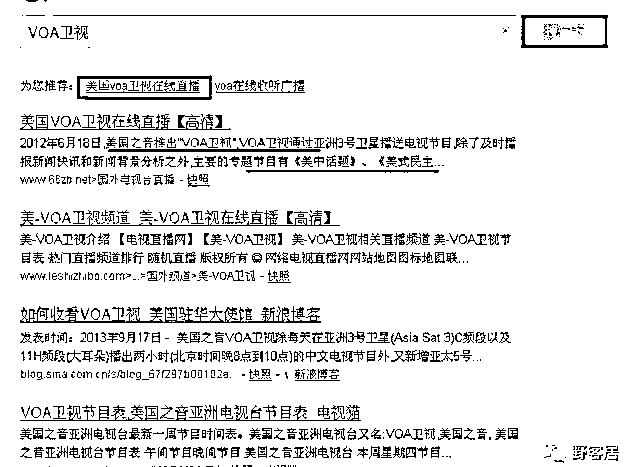 VOA卫视
为您推荐: 美国voa卫视在线直播 voa在线收听广播
美国VOA卫视在线直播【高清】
2012年6月18日,美国之音推出"VOA卫视",VOA卫视通过亚洲3号卫星播送电视节目,除了及时播
报新闻快讯和新闻背景分析之外,主要的专题节目有《美中话题》、《美式民主...
国外电视台直播 - 快照
美-VOA卫视频道_美-VOA卫视在线直播【高清】
美-VOA卫视介绍 【电视直播网】【美-VOA卫视】 美-VOA卫视相关直播频道 美-VOA卫视节
目表 热门直播频道排行 随机直播 版权所有 © 网络电视直播网网站地图图标地图联...
www.leshizhibo.com>...>国外频道>美-VOA卫视 - 快照
如何收看VOA卫视_美国驻华大使馆_新浪博客
发表时间: 2013年9月17日 - 美国之音VOA卫视除每天在亚洲3号卫星(Asia Sat 3)C频段以及
11H频段(大耳朵)播出两小时(北京时间晚8点到10点)的中文电视节目外,又新增亚太5号...
- 快照 - 新浪博客
VOA卫视节目表,美国之音亚洲电视台节目表_电视猫
美国之音亚洲电视台最新一周节目时间表。美国之音亚洲电视台又名:VOA卫视,美国之音, 美国
之音亚洲电视台节目表 午间节目晚间节目 美国之音亚洲电视台 本周星期四节目...
野客居